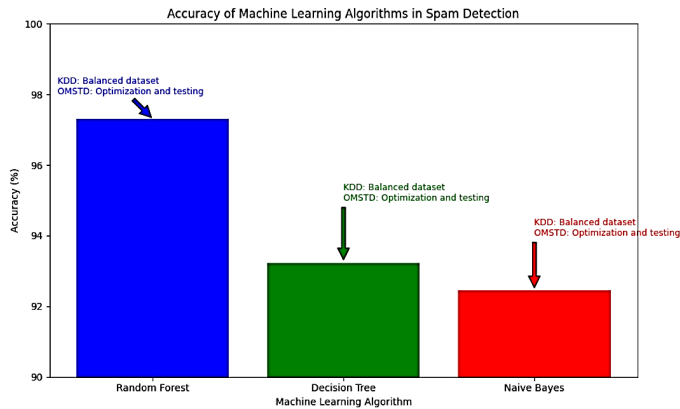 Accuracy of Machine Learning Algorithms in Spam Detection
100
98
96
94
92
90
Accuracy (%)
KDD: Balanced dataset
OMSTD: Optimization and testing
KDD: Balanced dataset
OMSTD: Optimization and testing
KDD: Balanced dataset
OMSTD: Optimization and testing
Random Forest
Decision Tree
Naive Bayes
Machine Learning Algorithm